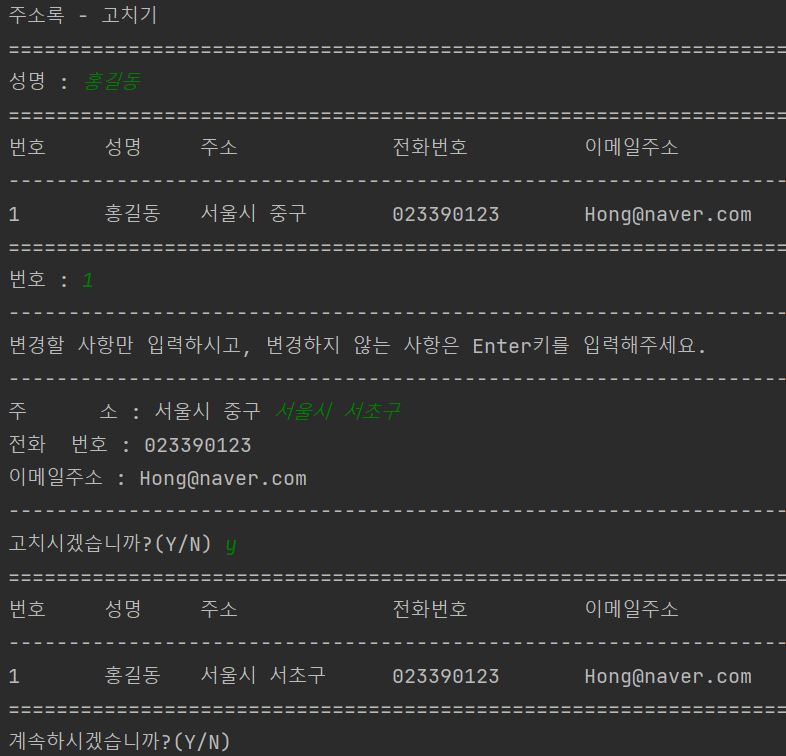 주소록 - 고치기
=================================================================
성명 : 홍길동
=================================================================
번호 성명 주소 전화번호 이메일주소
-----------------------------------------------------------------
1 홍길동 서울시 중구 023390123 Hong@naver.com
=================================================================
번호 : 1
-----------------------------------------------------------------
변경할 사항만 입력하시고, 변경하지 않는 사항은 Enter키를 입력해주세요.
-----------------------------------------------------------------
주 소 : 서울시 중구 서울시 서초구
전화 번호 : 023390123
이메일주소 : Hong@naver.com
-----------------------------------------------------------------
고치시겠습니까?(Y/N) y
=================================================================
번호 성명 주소 전화번호 이메일주소
-----------------------------------------------------------------
1 홍길동 서울시 서초구 023390123 Hong@naver.com
=================================================================
계속하시겠습니까?(Y/N)